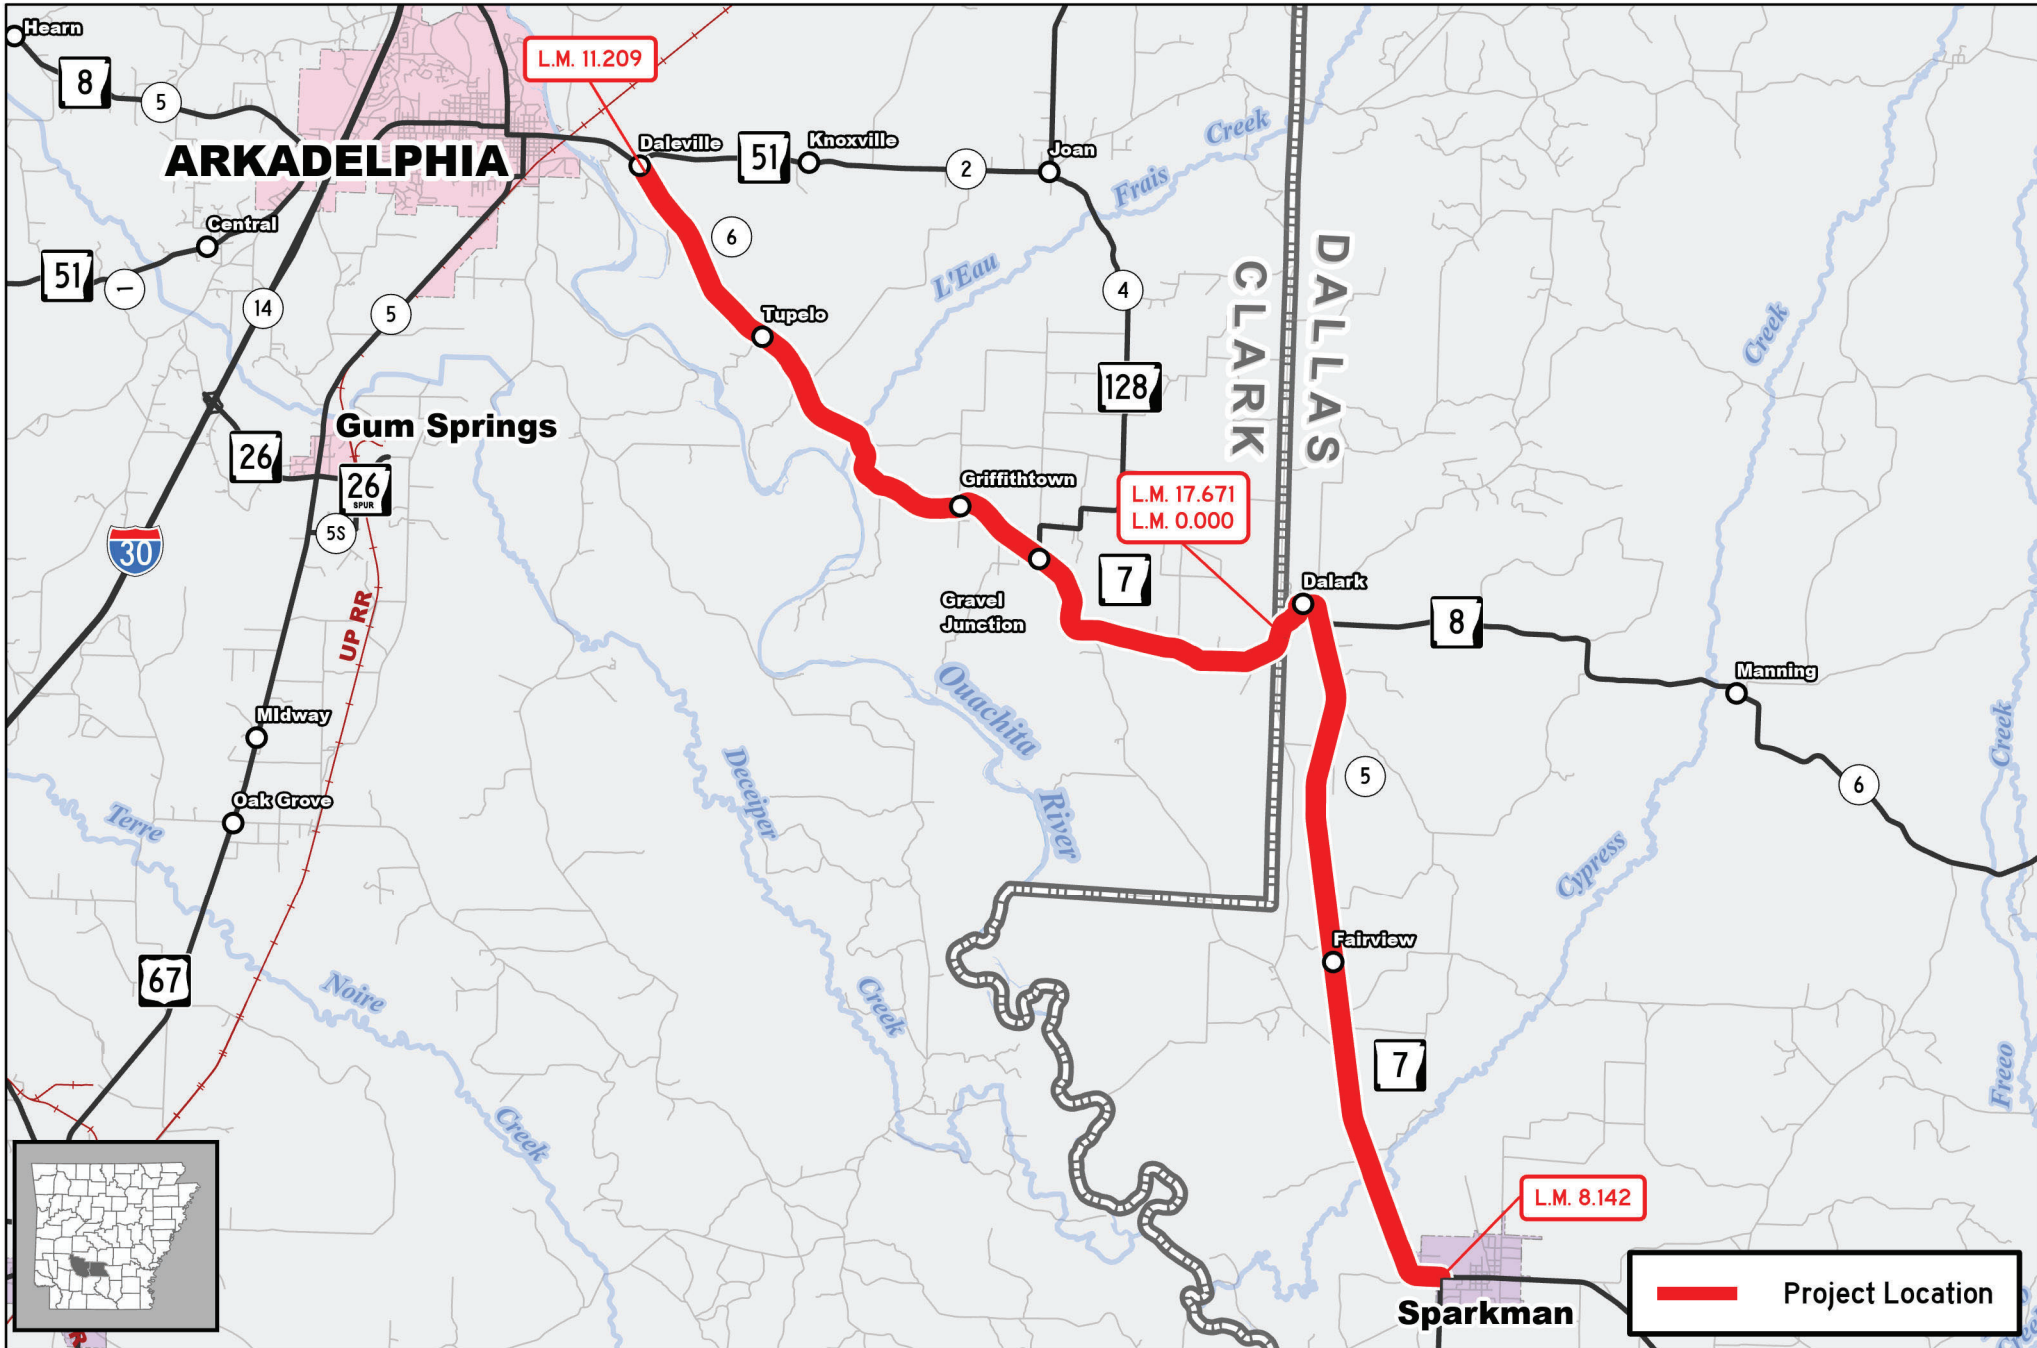 Hearn
8
5
L.M. 11.209
ARKADELPHIA
Daleville
51
Knoxville
2
Joan
Creek
Frais
L'Eau
Central
51
1
14
5
6
4
Tupelo
128
DALLAS
CLARK
Gum Springs
26
26
SPUR
5S
30
UP RR
Griffithtown
L.M. 17.671
L.M. 0.000
7
Gravel
Junction
Dalark
8
Manning
Creek
Midway
Oak Grove
Terre
Noire
Creek
67
Deceiper
Creek
Ouachita
River
5
6
Cypress
Creek
Freeo
Fairview
7
L.M. 8.142
Sparkman
Project Location
Creek
R